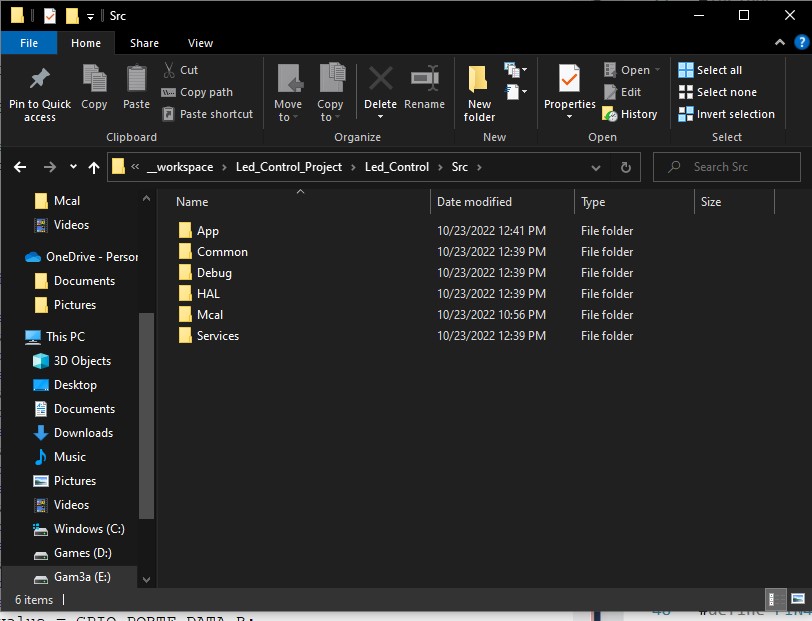 Src
File Home Share View
Pin to Quick access
Copy
Paste
Cut
Copy path
Paste shortcut
Clipboard
Move to
Copy to
Delete
Rename
Organize
New folder
New
Properties
Open
Edit
History
Open
Select all
Select none
Invert selection
Select
« __workspace › Led_Control_Project › Led_Control › Src ›
Search Src
Mcal
Videos
OneDrive - Person
Documents
Pictures
This PC
3D Objects
Desktop
Documents
Downloads
Music
Pictures
Videos
Windows (C:)
Games (D:)
Gam3a (E:)
Name Date modified Type Size
App 10/23/2022 12:41 PM File folder
Common 10/23/2022 12:39 PM File folder
Debug 10/23/2022 12:39 PM File folder
HAL 10/23/2022 12:39 PM File folder
Mcal 10/23/2022 10:56 PM File folder
Services 10/23/2022 12:39 PM File folder
6 items